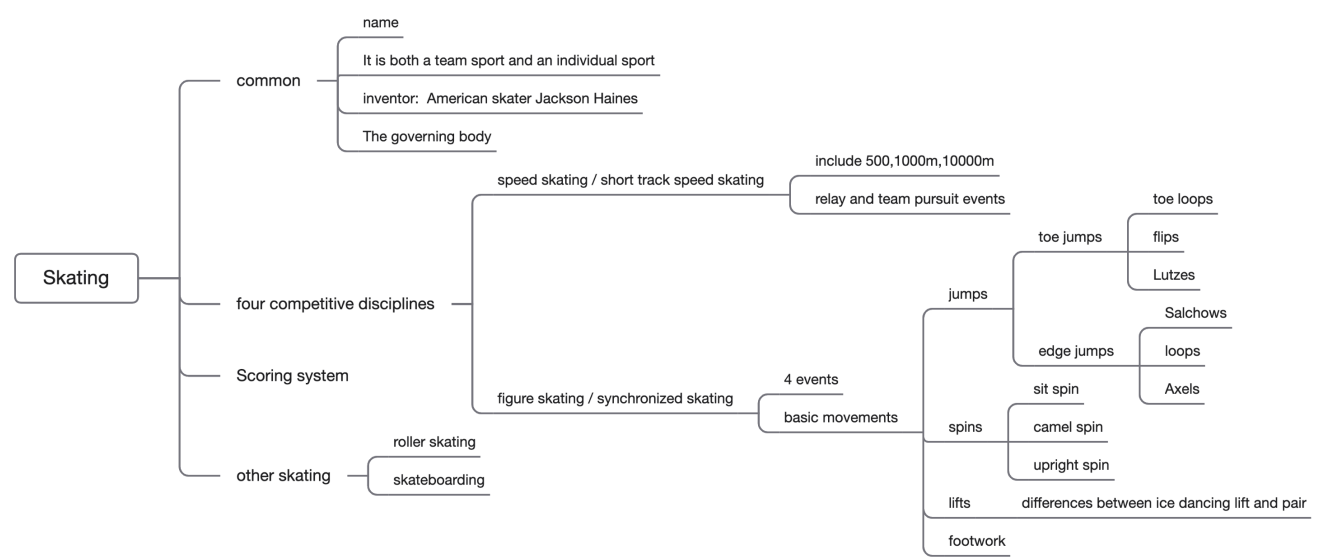 Skating
common
name
It is both a team sport and an individual sport
inventor:  American skater Jackson Haines
The governing body
four competitive disciplines
speed skating / short track speed skating
include 500,1000m,10000m
relay and team pursuit events
figure skating / synchronized skating
4 events
basic movements
jumps
toe jumps
toe loops
flips
Lutzes
edge jumps
Salchows
loops
Axels
spins
sit spin
camel spin
upright spin
lifts
differences between ice dancing lift and pair
footwork
Scoring system
other skating
roller skating
skateboarding